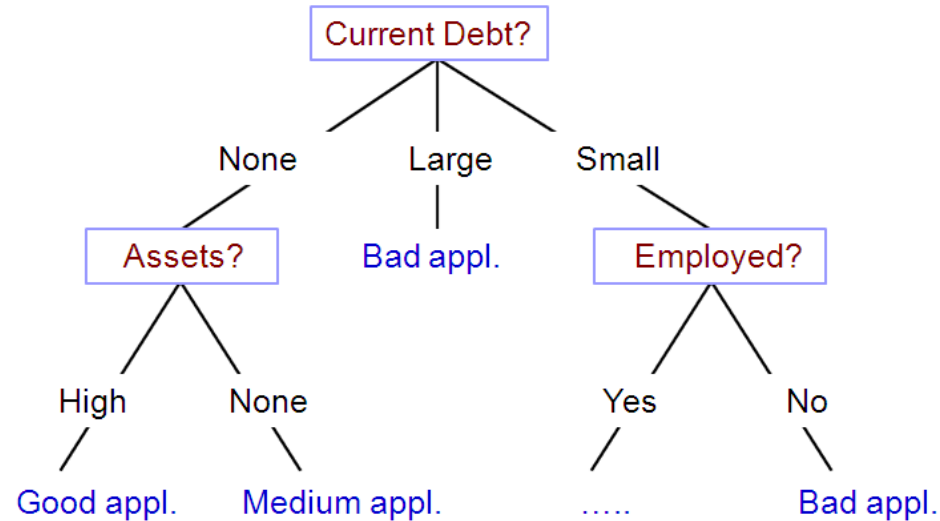 Current Debt?
None Large Small
Assets? Bad appl. Employed?
High None Yes No
Good appl. Medium appl. ..... Bad appl.